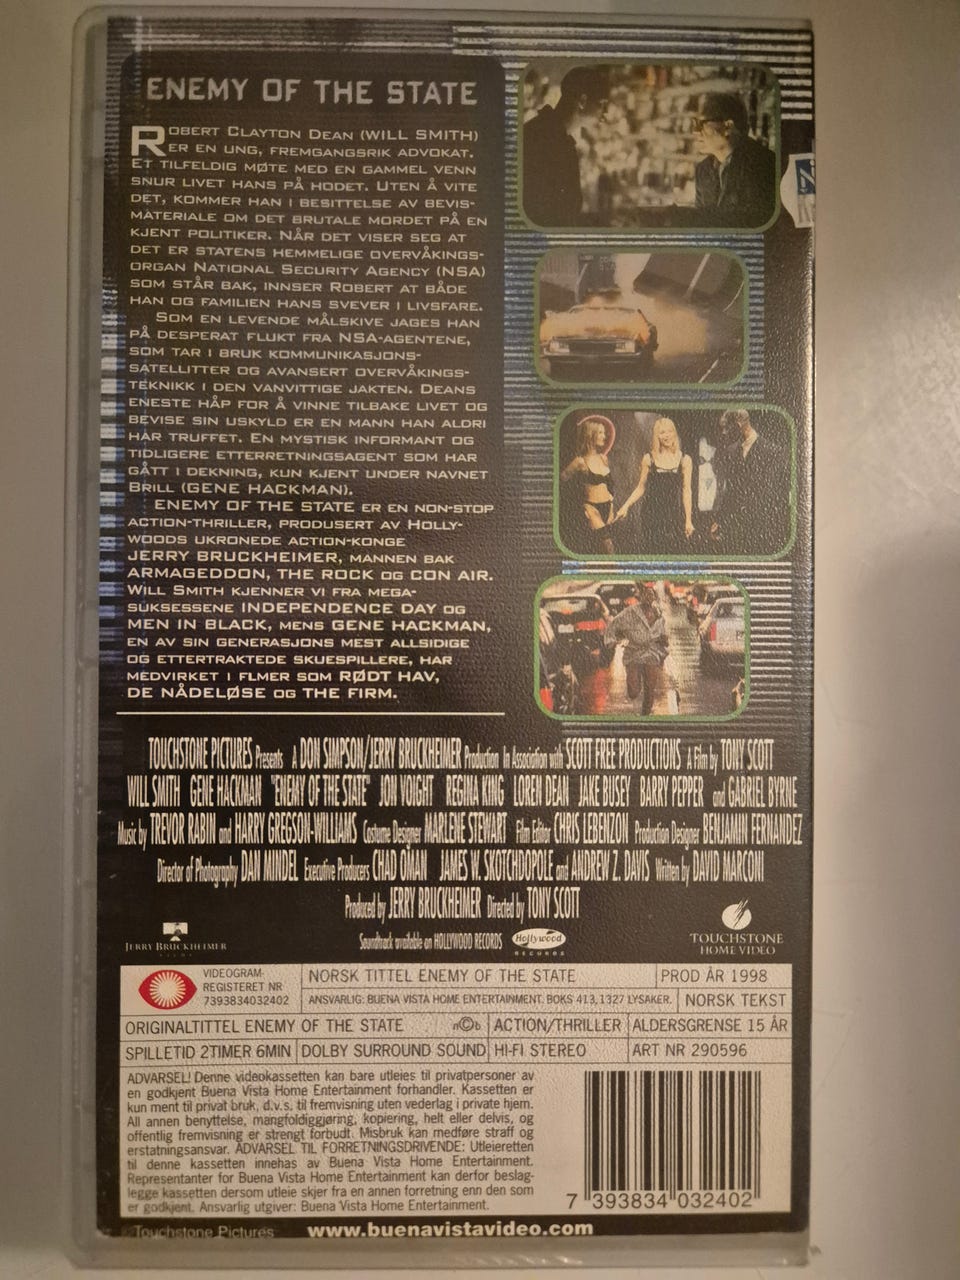 ENEMY OF THE STATE
ROBERT CLAYTON DEAN (WILL SMITH)
ER EN UNG, FREMGANGSRIK ADVOKAT.
ET TILFELDIG MØTE MED EN GAMMEL VENN
SNUR LIVET HANS PÅ HODET. UTEN Å VITE
DET, KOMMER HAN I BESITTELSE AV BEVIS-
MATERIALE OM DET BRUTALE MORDET PÅ EN
KJENT POLITIKER. NÅR DET VISER SEG AT
DET ER STATENS HEMMELIGE OVERVÅKINGS-
ORGAN NATIONAL SECURITY AGENCY (NSA)
SOM STÅR BAK, INNSER ROBERT AT BÅDE
HAN OG FAMILIEN HANS SVEVER I LIVSFARE.
SOM EN LEVENDE MÅLSKIVE JAGES HAN
PÅ DESPERAT FLUKT FRA NSA-AGENTENE,
SOM TAR I BRUK KOMMUNIKASJONS-
SATELLITTER OG AVANSERT OVERVÅKINGS-
TEKNIKK I DEN VANVITTIGE JAKTEN. DEANS
ENESTE HÅP FOR Å VINNE TILBAKE LIVET OG
BEVISE SIN USKYLD ER EN MANN HAN ALDRI
HAR TRUFFET. EN MYSTISK INFORMANT OG
TIDLIGERE ETTERRETNINGSAGENT SOM HAR
GÅTT I DEKNING, KUN KJENT UNDER NAVNET
BRILL (GENE HACKMAN).
ENEMY OF THE STATE ER EN NON-STOP
ACTION-THRILLER, PRODUSERT AV HOLLY-
WOODS UKRONEDE ACTION-KONGE
JERRY BRUCKHEIMER, MANNEN BAK
ARMAGEDDON, THE ROCK OG CON AIR.
WILL SMITH KJENNER VI FRA MEGA-
SUKSESSENE INDEPENDENCE DAY OG
MEN IN BLACK, MENS GENE HACKMAN,
EN AV SIN GENERASJONS MEST ALLSIDIGE
OG ETTERTRAKTEDE SKUESPILLERE, HAR
MEDVIRKET I FLMER SOM RØDT HAV,
DE NÅDELØSE OG THE FIRM.
TOUCHSTONE PICTURES Presents A DON SIMPSON/JERRY BRUCKHEIMER Production In Association with SCOTT FREE PRODUCTIONS A Film by TONY SCOTT
WILL SMITH GENE HACKMAN "ENEMY OF THE STATE" JON VOIGHT REGINA KING LOREN DEAN JAKE BUSEY BARRY PEPPER and GABRIEL BYRNE
Music by TREVOR RABIN and HARRY GREGSON-WILLIAMS Costume Designer MARLENE STEWART Film Editor CHRIS LEBENZON Production Designer BENJAMIN FERNANDEZ
Director of Photography DAN MINDEL Executive Producers CHAD OMAN JAMES W. SKOTCHDOPOLE and ANDREW Z. DAVIS Written by DAVID MARCONI
Produced by JERRY BRUCKHEIMER Directed by TONY SCOTT
JERRY BRUCKHEIMER FILMS
Soundtrack available on HOLLYWOOD RECORDS
Hollywood RECORDS
TOUCHSTONE
HOME VIDEO
VIDEOGRAM-
REGISTERET NR
7393834032402
NORSK TITTEL ENEMY OF THE STATE
PROD ÅR 1998
ANSVARLIG: BUENA VISTA HOME ENTERTAINMENT. BOKS 413, 1327 LYSAKER.
NORSK TEKST
ORIGINALTITTEL ENEMY OF THE STATE
n©b
ACTION/THRILLER
ALDERSGRENSE 15 ÅR
SPILLETID 2TIMER 6MIN
DOLBY SURROUND SOUND
HI-FI STEREO
ART NR 290596
ADVARSEL! Denne videokassetten kan bare utleies til privatpersoner av
en godkjent Buena Vista Home Entertainment forhandler. Kassetten er
kun ment til privat bruk, d.v.s. til fremvisning uten vederlag i private hjem.
All annen benyttelse, mangfoldiggjøring, kopiering, helt eller delvis, og
offentlig fremvisning er strengt forbudt. Misbruk kan medføre straff og
erstatningsansvar. ADVARSEL TIL FORRETNINGSDRIVENDE: Utleieretten
til denne kassetten innehas av Buena Vista Home Entertainment.
Representanter for Buena Vista Home Entertainment kan derfor beslag-
legge kassetten dersom utleie skjer fra en annen forretning enn den som
er godkjent. Ansvarlig utgiver: Buena Vista Home Entertainment.
7 393834 032402
Touchstone Pictures
www.buenavistavideo.com